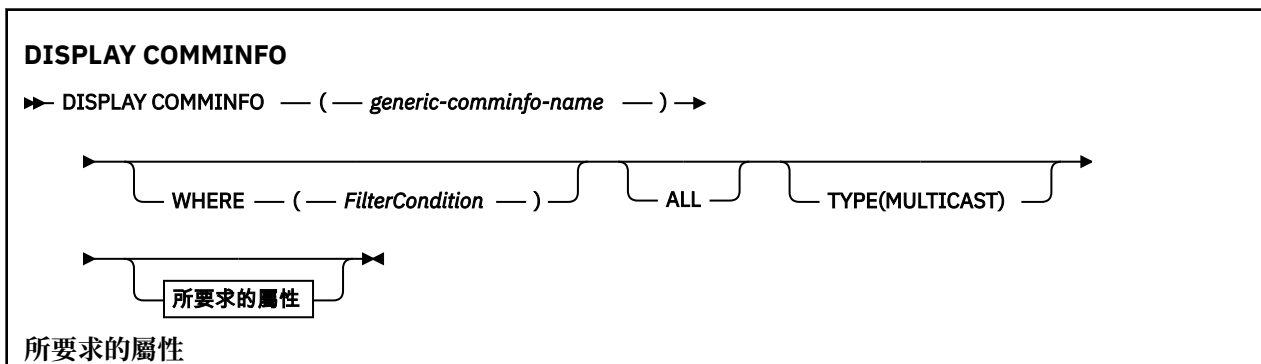 DISPLAY COMMINFO
DISPLAY COMMINFO ( generic-comminfo-name )
WHERE ( FilterCondition ) ALL TYPE(MULTICAST)
所要求的屬性
所要求的屬性